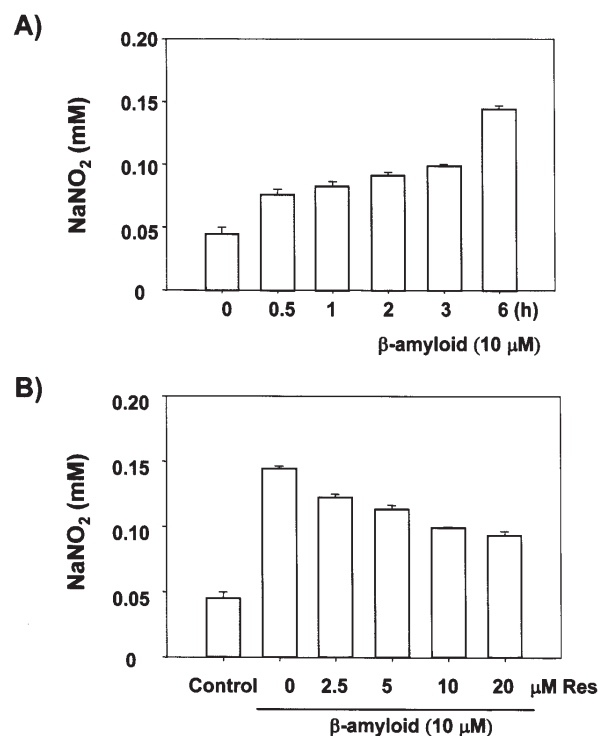 A)
0.20
0.15
0.10
0.05
0
NaNO₂ (mM)
0 0.5 1 2 3 6 (h)
β-amyloid (10 μM)
B)
0.20
0.15
0.10
0.05
0
NaNO₂ (mM)
Control 0 2.5 5 10 20 μM Res
β-amyloid (10 μM)